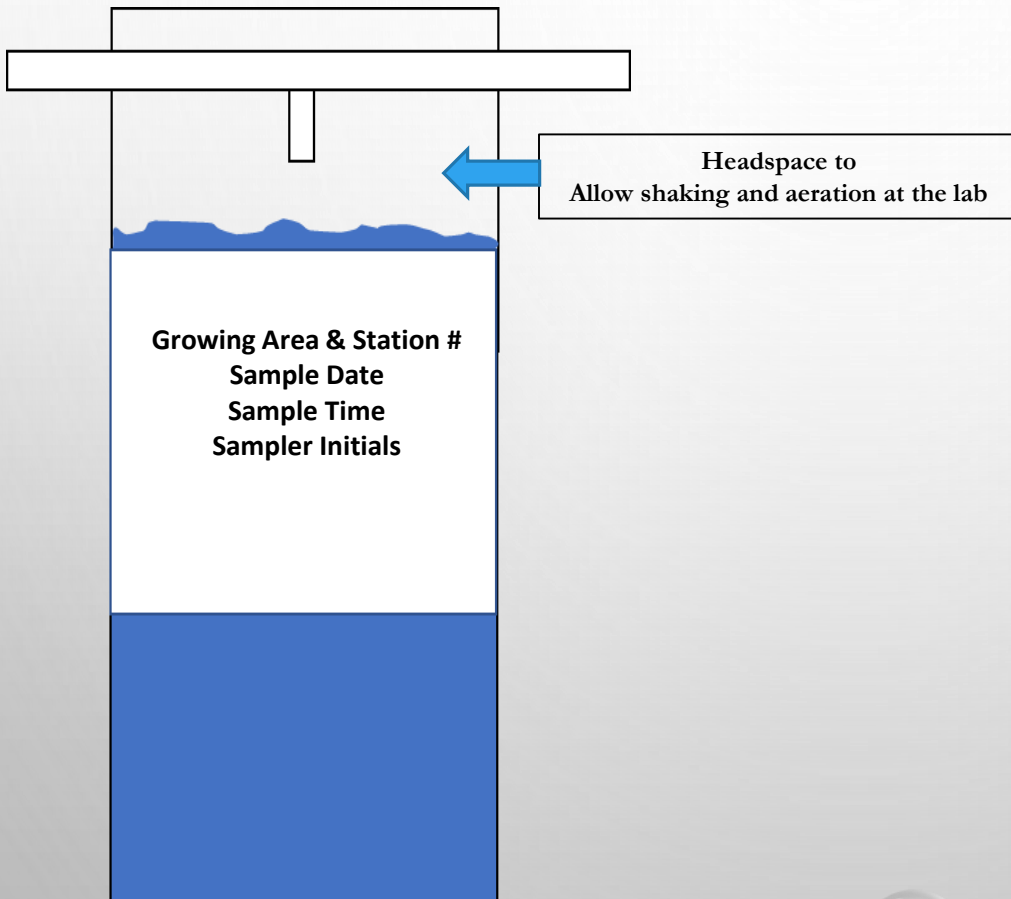 Headspace to
Allow shaking and aeration at the lab
Growing Area & Station #
Sample Date
Sample Time
Sampler Initials